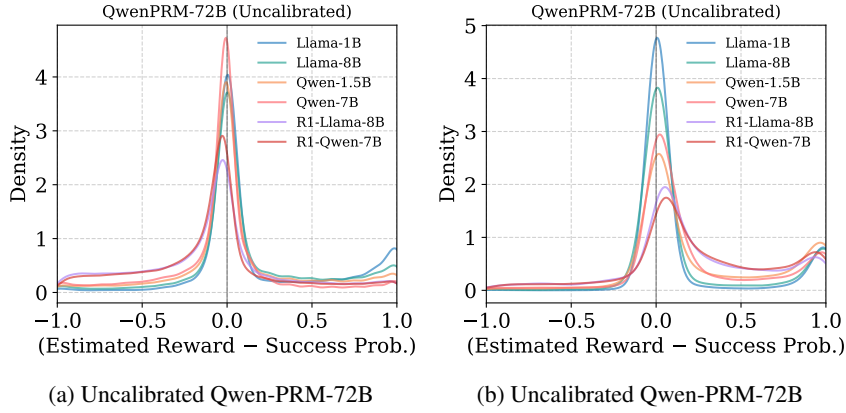 QwenPRM-72B (Uncalibrated)
Density
4
3
2
1
0
Llama-1B
Llama-8B
Qwen-1.5B
Qwen-7B
R1-Llama-8B
R1-Qwen-7B
−1.0 −0.5 0.0 0.5 1.0
(Estimated Reward − Success Prob.)
(a) Uncalibrated Qwen-PRM-72B
QwenPRM-72B (Uncalibrated)
Density
5
4
3
2
1
0
Llama-1B
Llama-8B
Qwen-1.5B
Qwen-7B
R1-Llama-8B
R1-Qwen-7B
−1.0 −0.5 0.0 0.5 1.0
(Estimated Reward − Success Prob.)
(b) Uncalibrated Qwen-PRM-72B